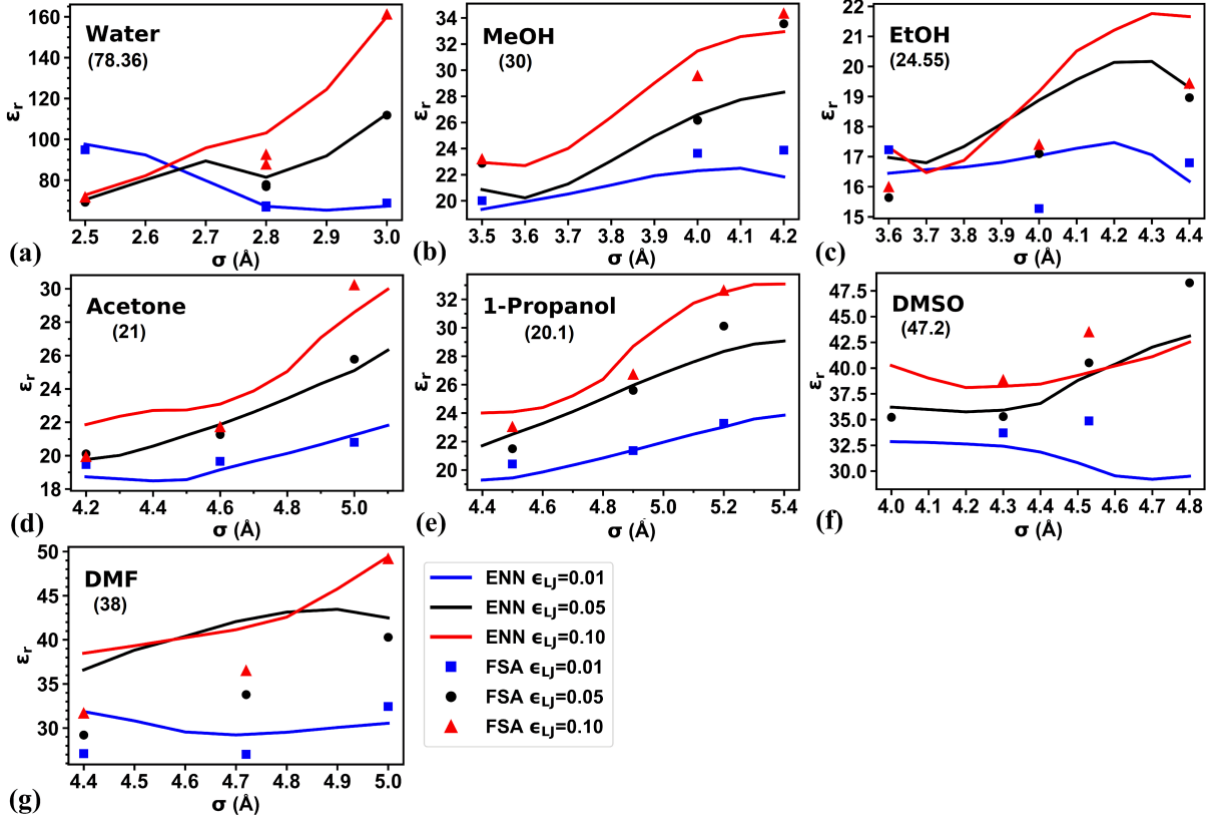 160
140
120
100
80
εr
Water
(78.36)
2.5 2.6 2.7 2.8 2.9 3.0
σ (Å)
(a)
34
32
30
28
26
24
22
20
MeOH
(30)
3.5 3.6 3.7 3.8 3.9 4.0 4.1 4.2
σ (Å)
(b)
22
21
20
19
18
17
16
15
EtOH
(24.55)
3.6 3.7 3.8 3.9 4.0 4.1 4.2 4.3 4.4
σ (Å)
(c)
30
28
26
24
22
20
18
εr
Acetone
(21)
4.2 4.4 4.6 4.8 5.0
σ (Å)
(d)
32
30
28
26
24
22
20
1-Propanol
(20.1)
4.4 4.5 4.6 4.7 4.8 4.9 5.0 5.1 5.2 5.3 5.4
σ (Å)
(e)
47.5
45.0
42.5
40.0
37.5
35.0
32.5
30.0
DMSO
(47.2)
4.0 4.1 4.2 4.3 4.4 4.5 4.6 4.7 4.8
σ (Å)
(f)
50
45
40
35
30
εr
DMF
(38)
4.4 4.5 4.6 4.7 4.8 4.9 5.0
σ (Å)
(g)
ENN ϵLJ=0.01
ENN ϵLJ=0.05
ENN ϵLJ=0.10
FSA ϵLJ=0.01
FSA ϵLJ=0.05
FSA ϵLJ=0.10